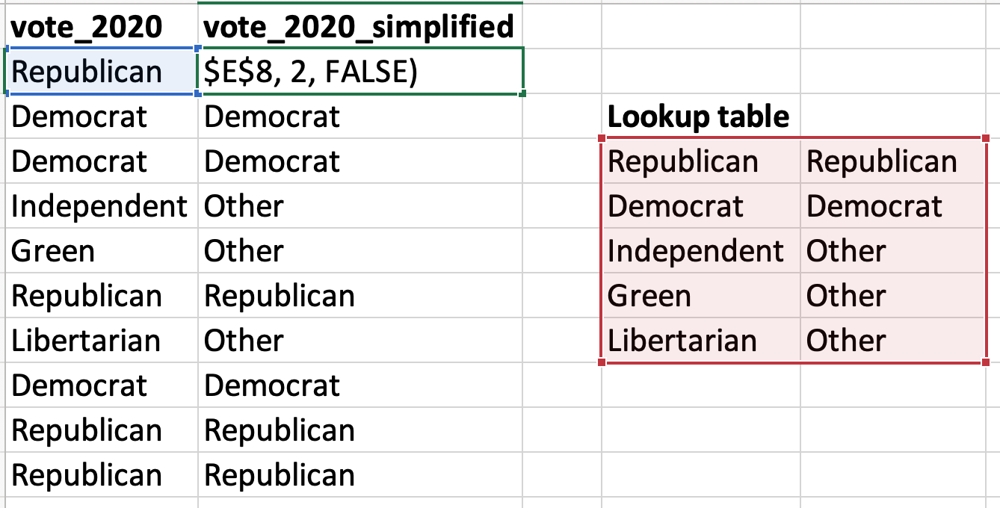 vote_2020 vote_2020_simplified
Republican $E$8, 2, FALSE)
Democrat Democrat Lookup table
Democrat Democrat Republican Republican
Independent Other Democrat Democrat
Green Other Independent Other
Republican Republican Green Other
Libertarian Other Libertarian Other
Democrat Democrat
Republican Republican
Republican Republican